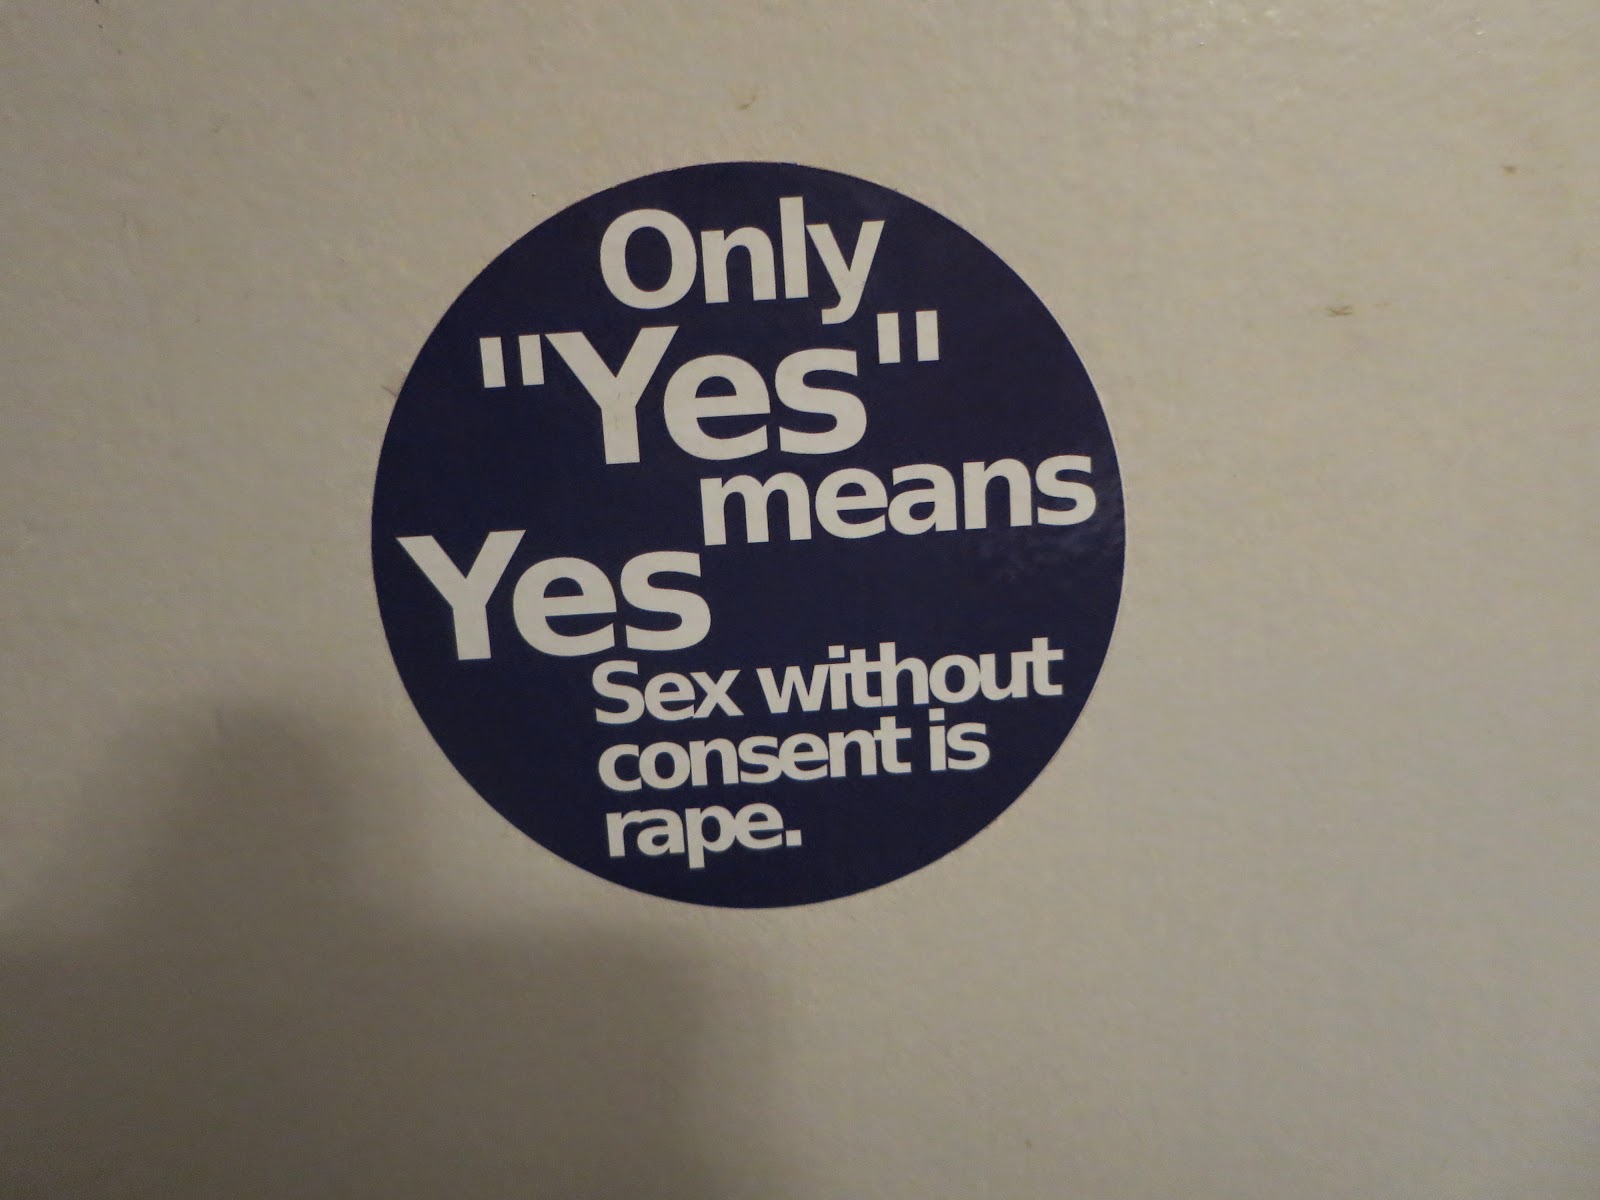 Only
"Yes"
means
Yes
Sex without
consent is
rape.